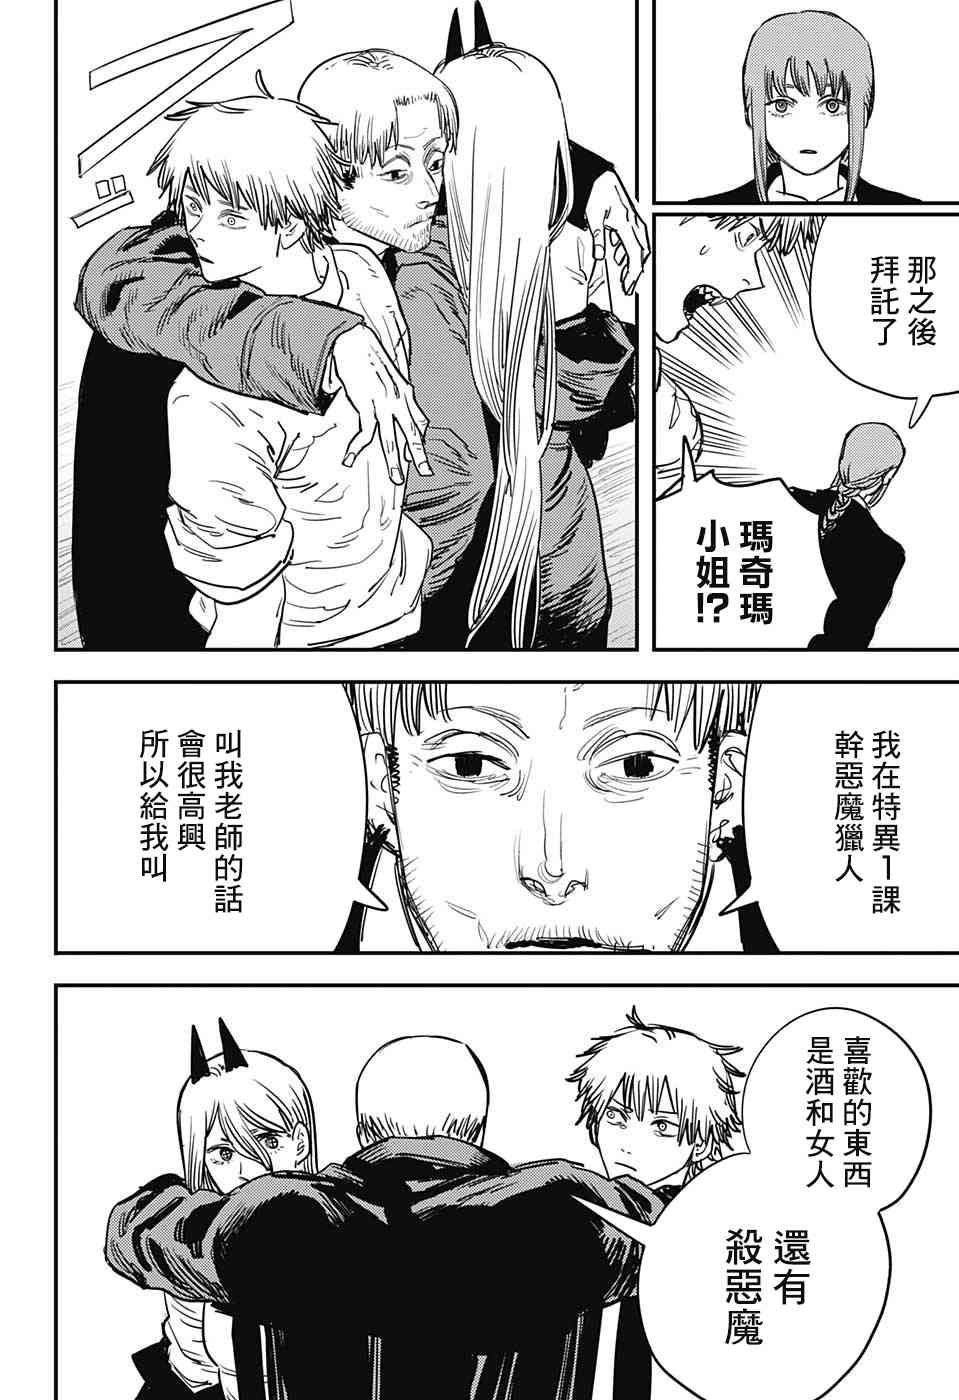 那之後
拜託了
瑪奇瑪
小姐!?
我在特異1課
幹惡魔獵人
叫我老師的話
會很高興
所以給我叫
喜歡的東西
是酒和女人
還有
殺惡魔